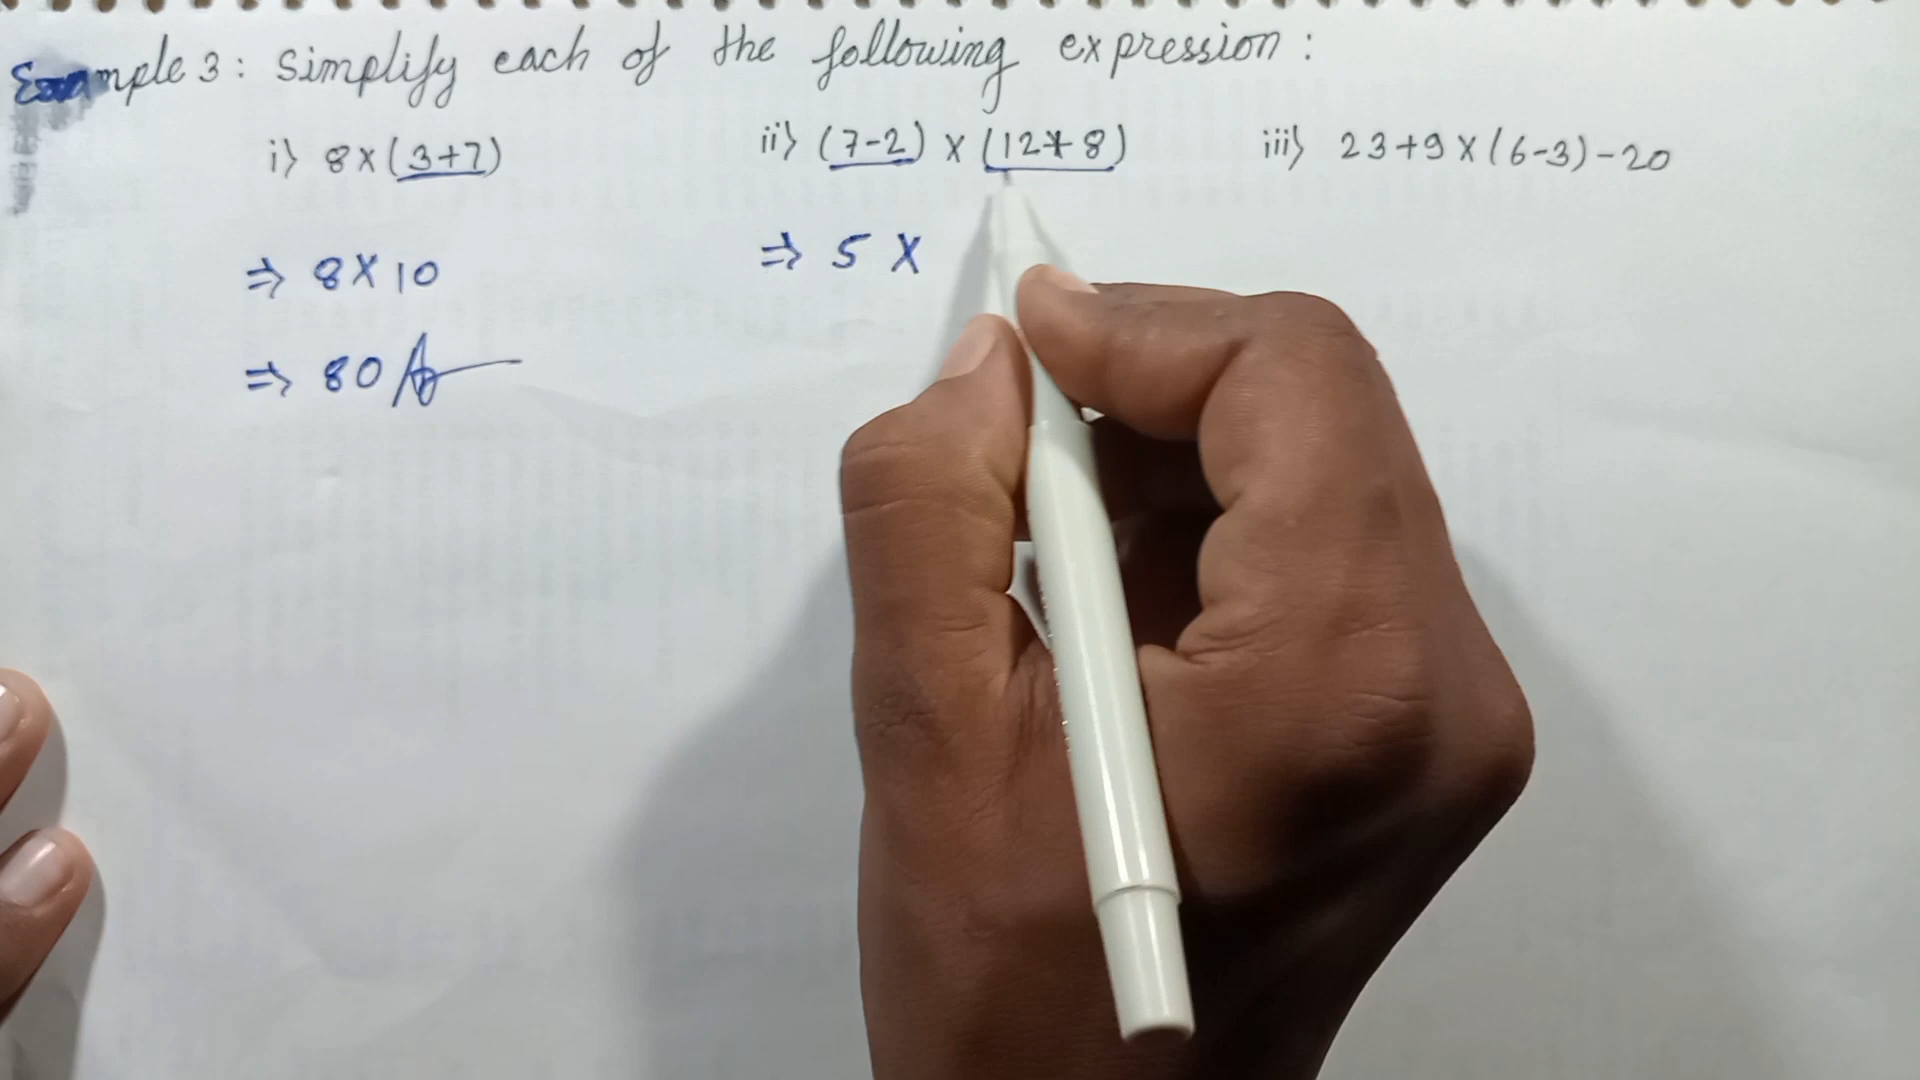 Example 3: Simplify each of the following expression:
i) 8 × (3+7)
ii) (7-2) × (12+8)
iii) 23+9 × (6-3) - 20
⇒ 8 × 10
⇒ 5 ×
⇒ 80 A